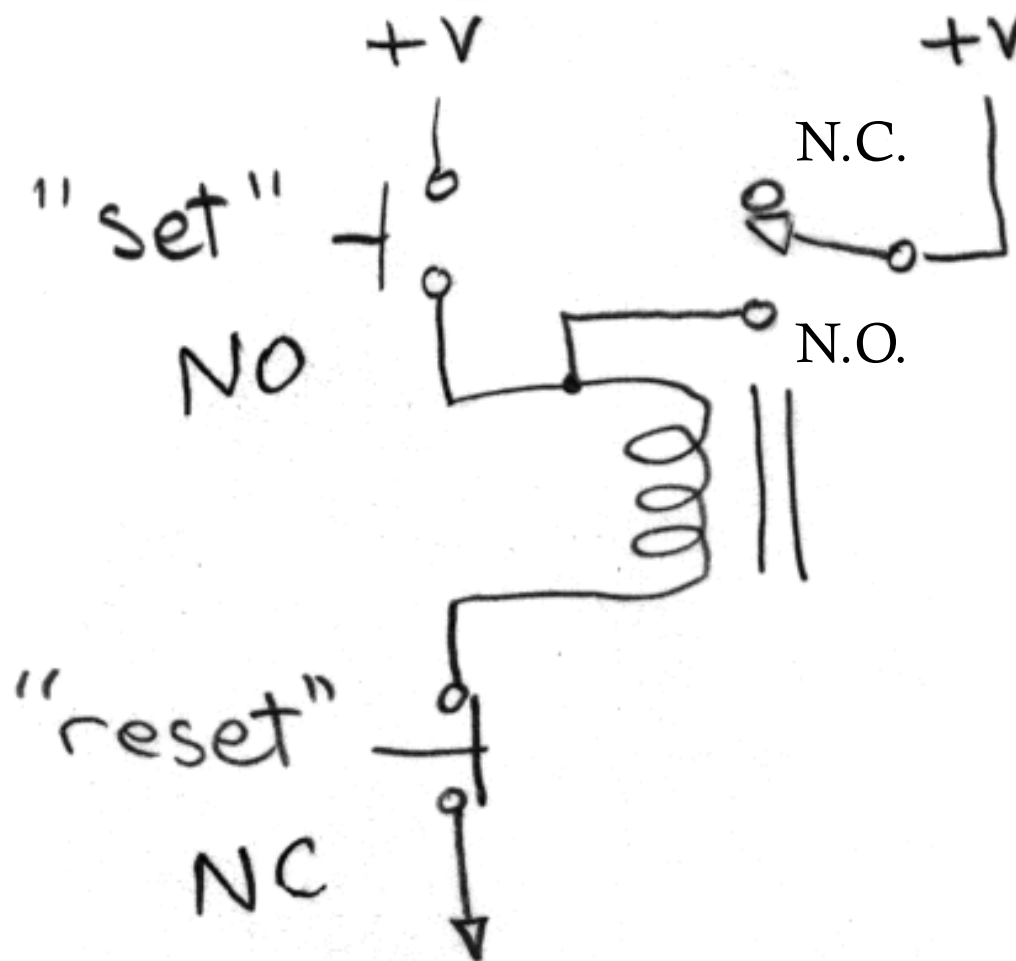 +V
+V
N.C.
"set"
NO
N.O.
"reset"
NC